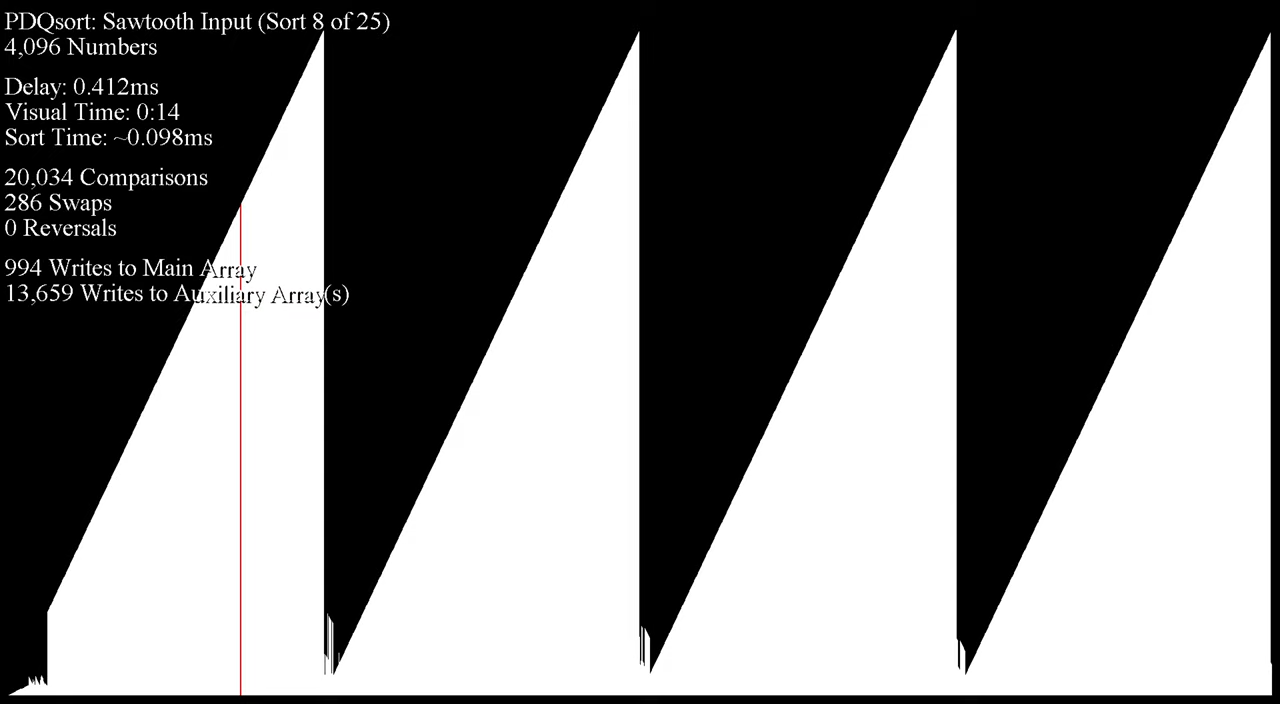 PDQsort: Sawtooth Input (Sort 8 of 25)
4,096 Numbers
Delay: 0.412ms
Visual Time: 0:14
Sort Time: ~0.098ms
20,034 Comparisons
286 Swaps
0 Reversals
994 Writes to Main Array
13,659 Writes to Auxiliary Array(s)